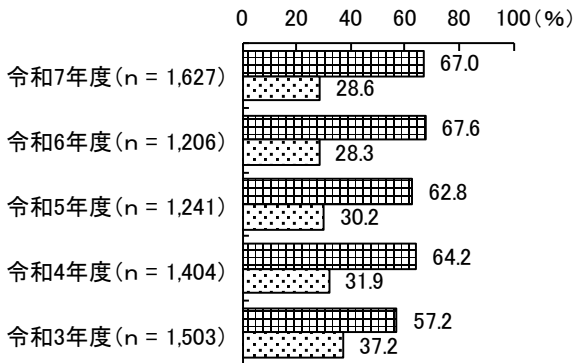 0 20 40 60 80 100(%)
令和7年度(n = 1,627) 67.0
28.6
令和6年度(n = 1,206) 67.6
28.3
令和5年度(n = 1,241) 62.8
30.2
令和4年度(n = 1,404) 64.2
31.9
令和3年度(n = 1,503) 57.2
37.2